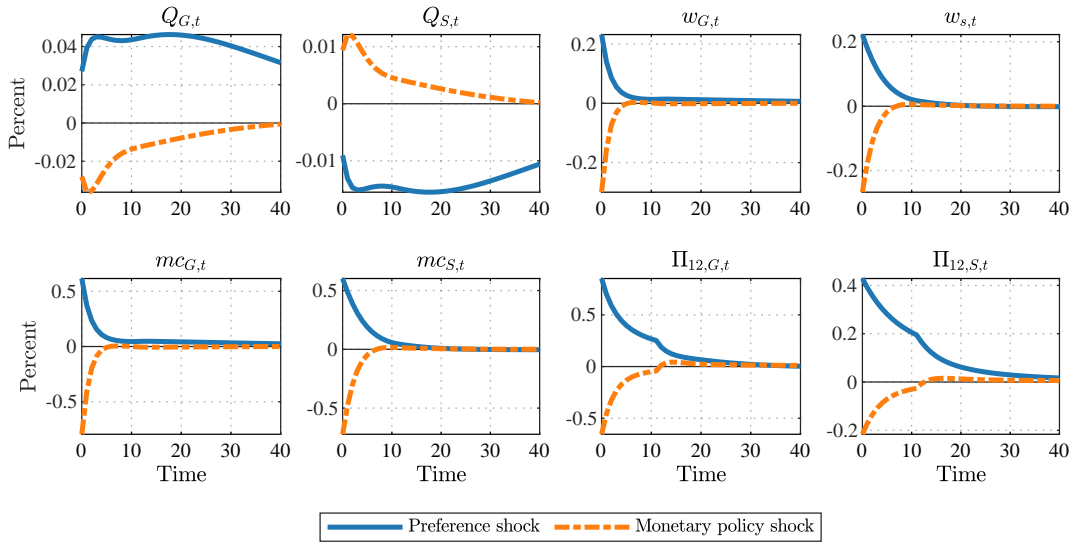 Q_{G,t} Q_{S,t} w_{G,t} w_{s,t}
Percent
0.04 0.02 0 -0.02
0.01 0 -0.01
0.2 0 -0.2
0.2 0 -0.2
0 10 20 30 40 0 10 20 30 40 0 10 20 30 40 0 10 20 30 40
mc_{G,t} mc_{S,t} Π_{12,G,t} Π_{12,S,t}
Percent
0.5 0 -0.5
0.5 0 -0.5
0.5 0 -0.5
0.4 0.2 0 -0.2
0 10 20 30 40 0 10 20 30 40 0 10 20 30 40 0 10 20 30 40
Time Time Time Time
Preference shock Monetary policy shock